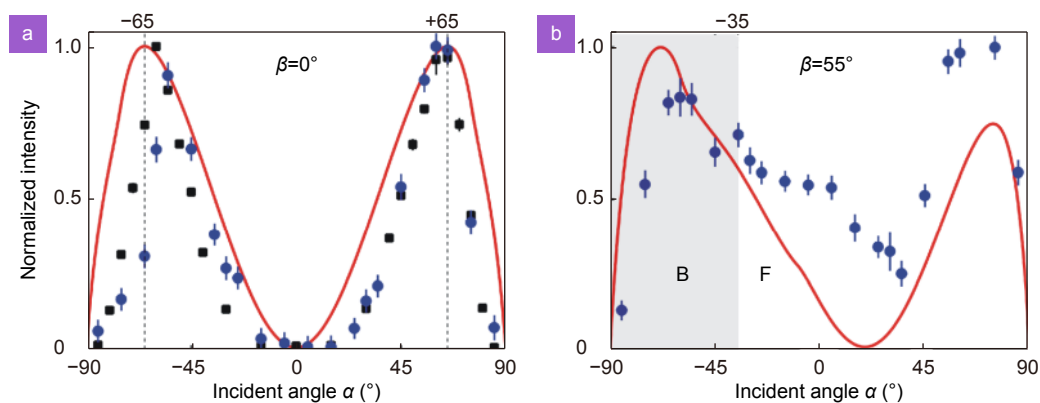 a
−65
+65
β=0°
Normalized intensity
1.0
0.5
0
−90
−45
0
45
90
Incident angle α (°)
b
−35
β=55°
1.0
0.5
0
B
F
−90
−45
0
45
90
Incident angle α (°)